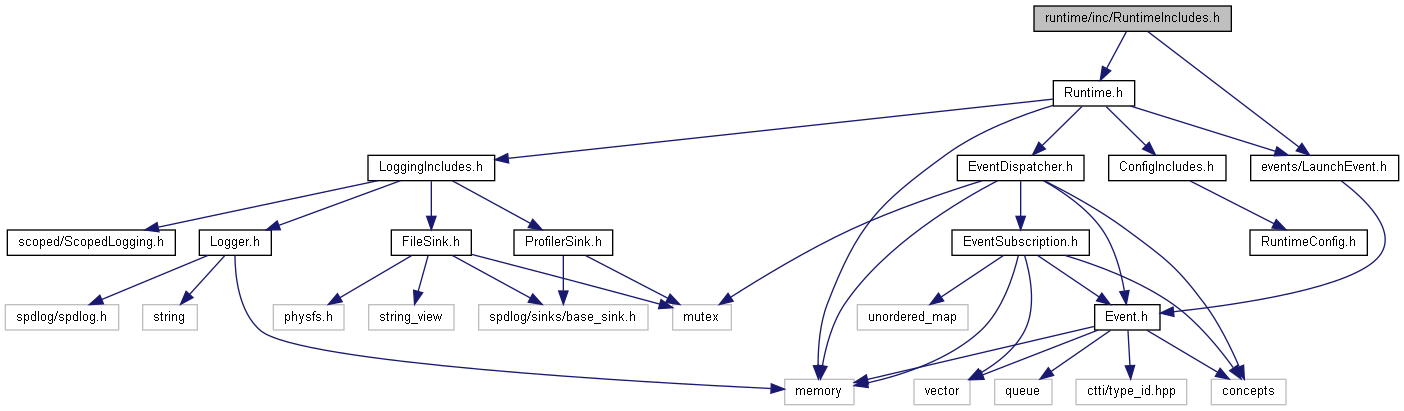 runtime/inc/RuntimeIncludes.h
Runtime.h
LoggingIncludes.h
EventDispatcher.h
ConfigIncludes.h
events/LaunchEvent.h
scoped/ScopedLogging.h
Logger.h
FileSink.h
ProfilerSink.h
EventSubscription.h
RuntimeConfig.h
spdlog/spdlog.h
string
physfs.h
string_view
spdlog/sinks/base_sink.h
mutex
unordered_map
Event.h
memory
vector
queue
ctti/type_id.hpp
concepts